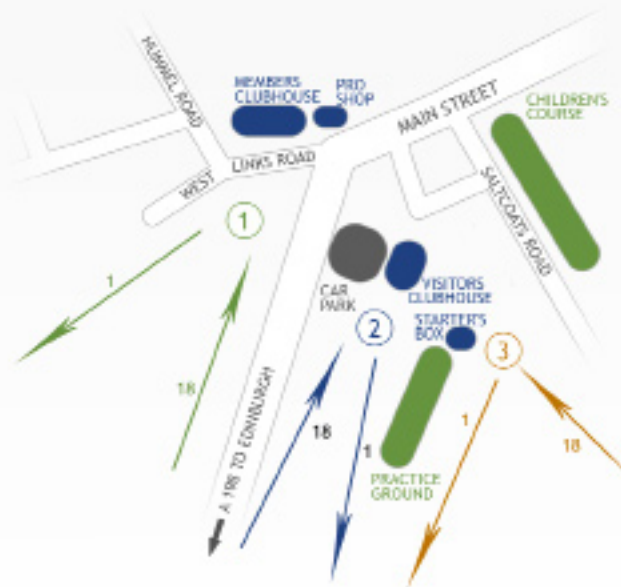 HUMMEL ROAD
MEMBERS
CLUBHOUSE
PRO
SHOP
MAIN STREET
CHILDREN'S
COURSE
WEST LINKS ROAD
SALTCOATS ROAD
1
1
18
CAR
PARK
VISITORS
CLUBHOUSE
STARTER'S
BOX
2
3
18
1
1
18
PRACTICE
GROUND
A 198 TO EDINBURGH